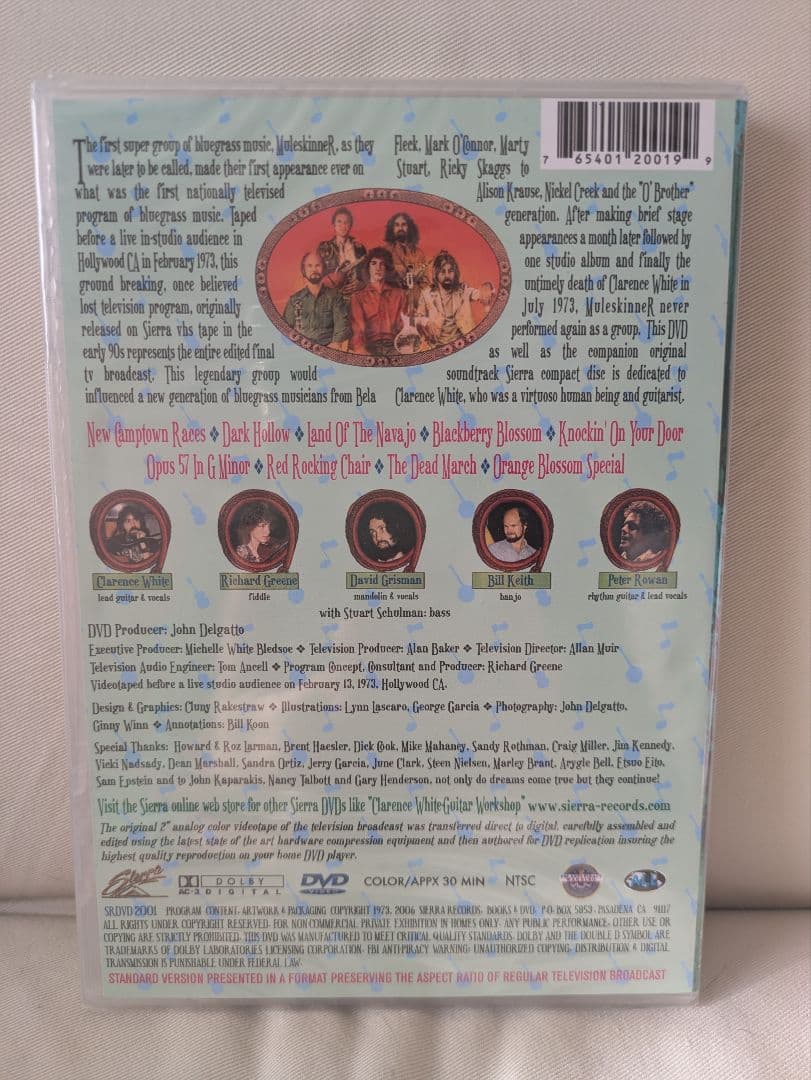 The first super group of bluegrass music, MuleskinneR, as they
were later to be called, made their first appearance ever on
what was the first nationally televised
program of bluegrass music. Taped
before a live in-studio audience in
Hollywood CA in February 1973, this
ground breaking, once believed
lost television program, originally
released on Sierra vhs tape in the
early 90s represents the entire edited final
tv broadcast. This legendary group would
influenced a new generation of bluegrass musicians from Bela
Fleck, Mark O'Connor, Marty
Stuart, Ricky Skaggs to
Alison Krause, Nickel Creek and the "O' Brother"
generation. After making brief stage
appearances a month later followed by
one studio album and finally the
untimely death of Clarence White in
July 1973, MuleskinneR never
performed again as a group. This DVD
as well as the companion original
soundtrack Sierra compact disc is dedicated to
Clarence White, who was a virtuoso human being and guitarist.
7 65401 20019 9
New Camptown Races ❖ Dark Hollow ❖ Land Of The Navajo ❖ Blackberry Blossom ❖ Knockin' On Your Door
Opus 57 In G Minor ❖ Red Rocking Chair ❖ The Dead March ❖ Orange Blossom Special
Clarence White
lead guitar & vocals
Richard Greene
fiddle
David Grisman
mandolin & vocals
Bill Keith
banjo
Peter Rowan
rhythm guitar & lead vocals
with Stuart Schulman: bass
DVD Producer: John Delgatto
Executive Producer: Michelle White Bledsoe ❖ Television Producer: Alan Baker ❖ Television Director: Allan Muir
Television Audio Engineer: Tom Ancell ❖ Program Concept, Consultant and Producer: Richard Greene
Videotaped before a live studio audience on February 13, 1973, Hollywood CA.
Design & Graphics: Cluny Rakestraw ❖ Illustrations: Lynn Lascaro, George Garcia ❖ Photography: John Delgatto,
Ginny Winn ❖ Annotations: Bill Koon
Special Thanks: Howard & Roz Larman, Brent Haesler, Dick Cook, Mike Mahaney, Sandy Rothman, Craig Miller, Jim Kennedy,
Vicki Nadsady, Dean Marshall, Sandra Ortiz, Jerry Garcia, June Clark, Steen Nielsen, Marley Brant, Arygle Bell, Etsuo Eito,
Sam Epstein and to John Kaparakis, Nancy Talbott and Gary Henderson, not only do dreams come true but they continue!
Visit the Sierra online web store for other Sierra DVDs like "Clarence White-Guitar Workshop" www.sierra-records.com
The original 2" analog color videotape of the television broadcast was transferred direct to digital, carefully assembled and
edited using the latest state of the art hardware compression equipment and then authored for DVD replication insuring the
highest quality reproduction on your home DVD player.
Sierra
DOLBY
AC-3 DIGITAL
DVD
VIDEO
COLOR/APPX 30 MIN
NTSC
SRDVD 2001 PROGRAM CONTENT, ARTWORK & PACKAGING COPYRIGHT 1973, 2006 SIERRA RECORDS, BOOKS & DVD, P.O. BOX 5853, PASADENA CA 91117
ALL RIGHTS UNDER COPYRIGHT RESERVED. FOR NON COMMERCIAL, PRIVATE EXHIBITION IN HOMES ONLY. ANY PUBLIC PERFORMANCE, OTHER USE OR
COPYING ARE STRICTLY PROHIBITED. THIS DVD WAS MANUFACTURED TO MEET CRITICAL QUALITY STANDARDS. DOLBY AND THE DOUBLE D SYMBOL ARE
TRADEMARKS OF DOLBY LABORATORIES LICENSING CORPORATION. FBI ANTI-PIRACY WARNING: UNAUTHORIZED COPYING, DISTRIBUTION & DIGITAL
TRANSMISSION IS PUNISHABLE UNDER FEDERAL LAW.
STANDARD VERSION PRESENTED IN A FORMAT PRESERVING THE ASPECT RATIO OF REGULAR TELEVISION BROADCAST